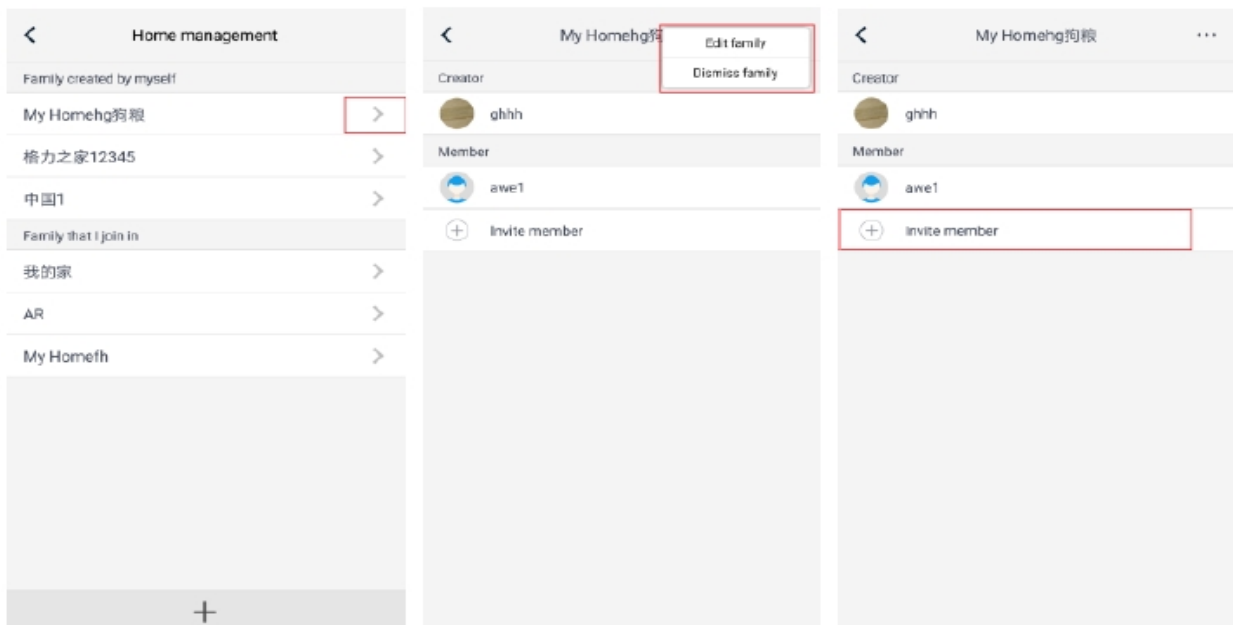 Home management
Family created by myself
My Homehg狗粮
格力之家12345
中国1
Family that I join in
我的家
AR
My Homefh
My Homehg狗
Edit family
Dismiss family
Creator
ghhh
Member
awe1
Invite member
My Homehg狗粮
Creator
ghhh
Member
awe1
Invite member